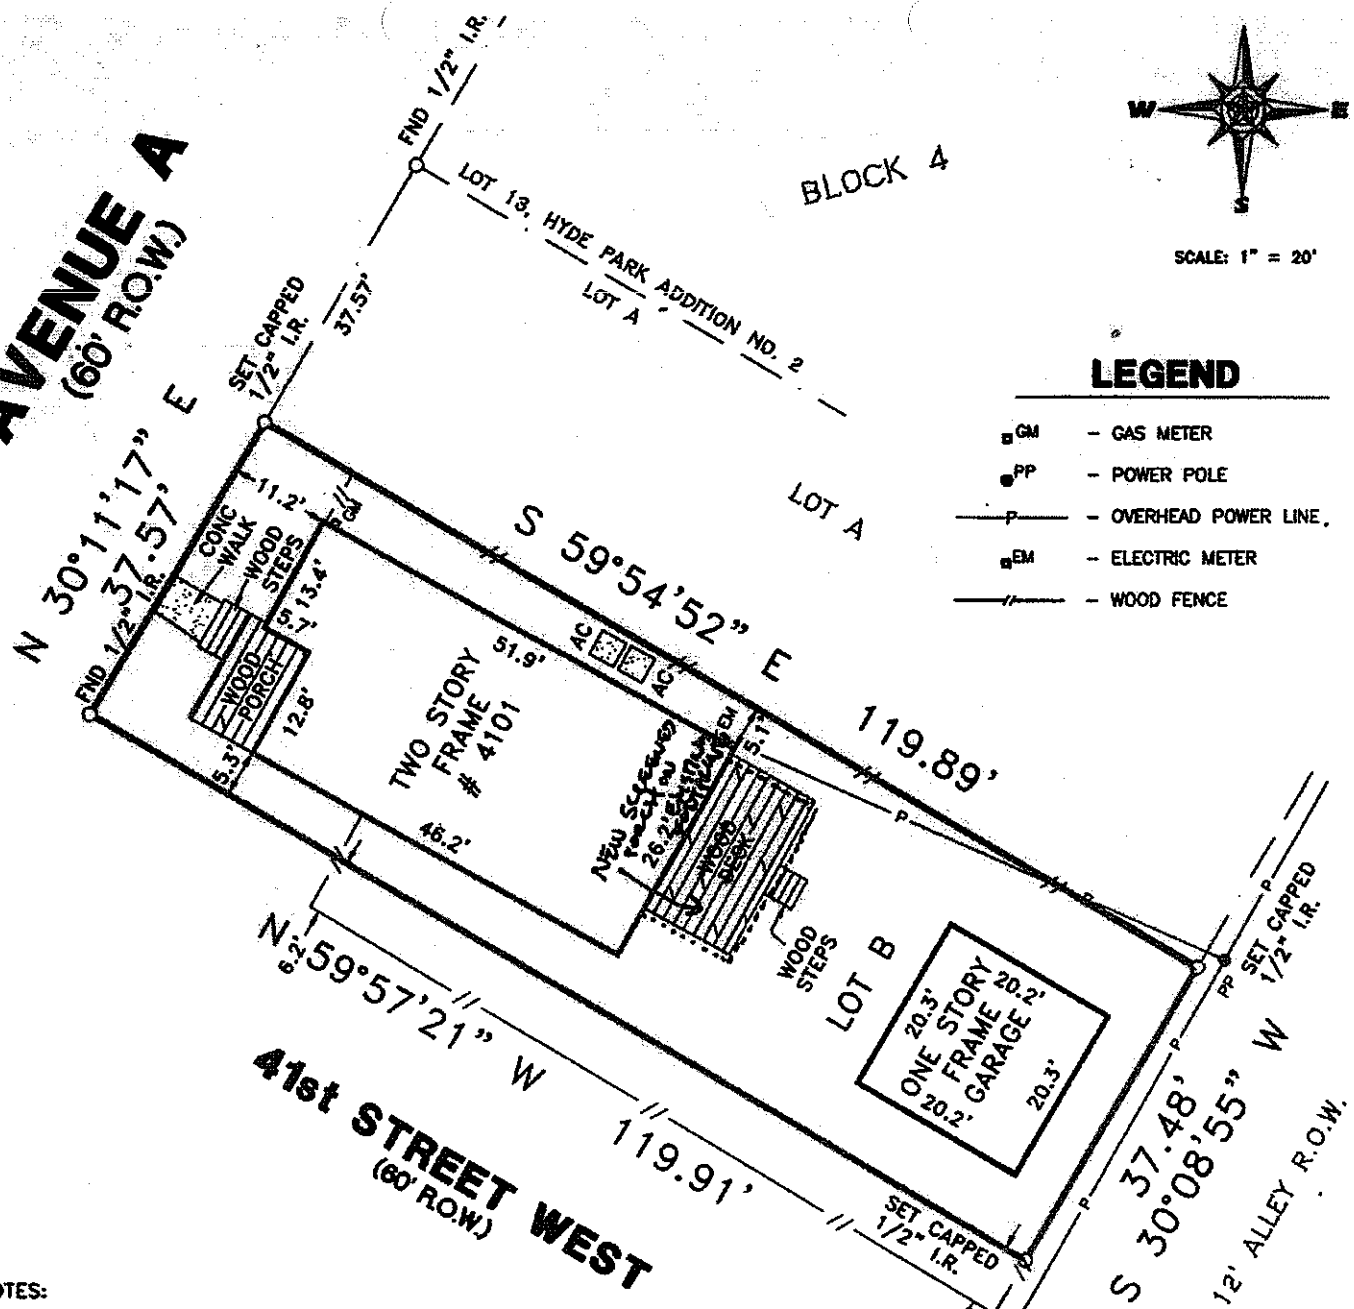 FND 1/2" I.R.
W
E
S
SCALE: 1" = 20'
BLOCK 4
AVENUE A
(60' R.O.W.)
LOT 13, HYDE PARK ADDITION NO. 2
LOT A
37.57'
SET CAPPED
1/2" I.R.
LEGEND
GM - GAS METER
PP - POWER POLE
P - OVERHEAD POWER LINE.
EM - ELECTRIC METER
// - WOOD FENCE
N 30°11'17" E
37.57'
FND 1/2" I.R.
11.2'
GM
CONC
WALK
WOOD
STEPS
13.4'
5.7'
WOOD
PORCH
12.8'
5.3'
S 59°54'52" E
119.89'
LOT A
51.9'
AC
AC
TWO STORY
FRAME
# 4101
NEW SCREENED
PORCH ON
26.2'
EM
5.1'
WOOD
DECK
46.2'
WOOD
STEPS
LOT B
P
P
20.3'
20.2'
ONE STORY
FRAME
GARAGE
20.2'
20.3'
P
PP
SET CAPPED
1/2" I.R.
6.2'
N 59°57'21" W
119.91'
41st STREET WEST
(60' R.O.W.)
SET CAPPED
1/2" I.R.
P
P
37.48'
S 30°08'55" W
12' ALLEY R.O.W.
OTES: